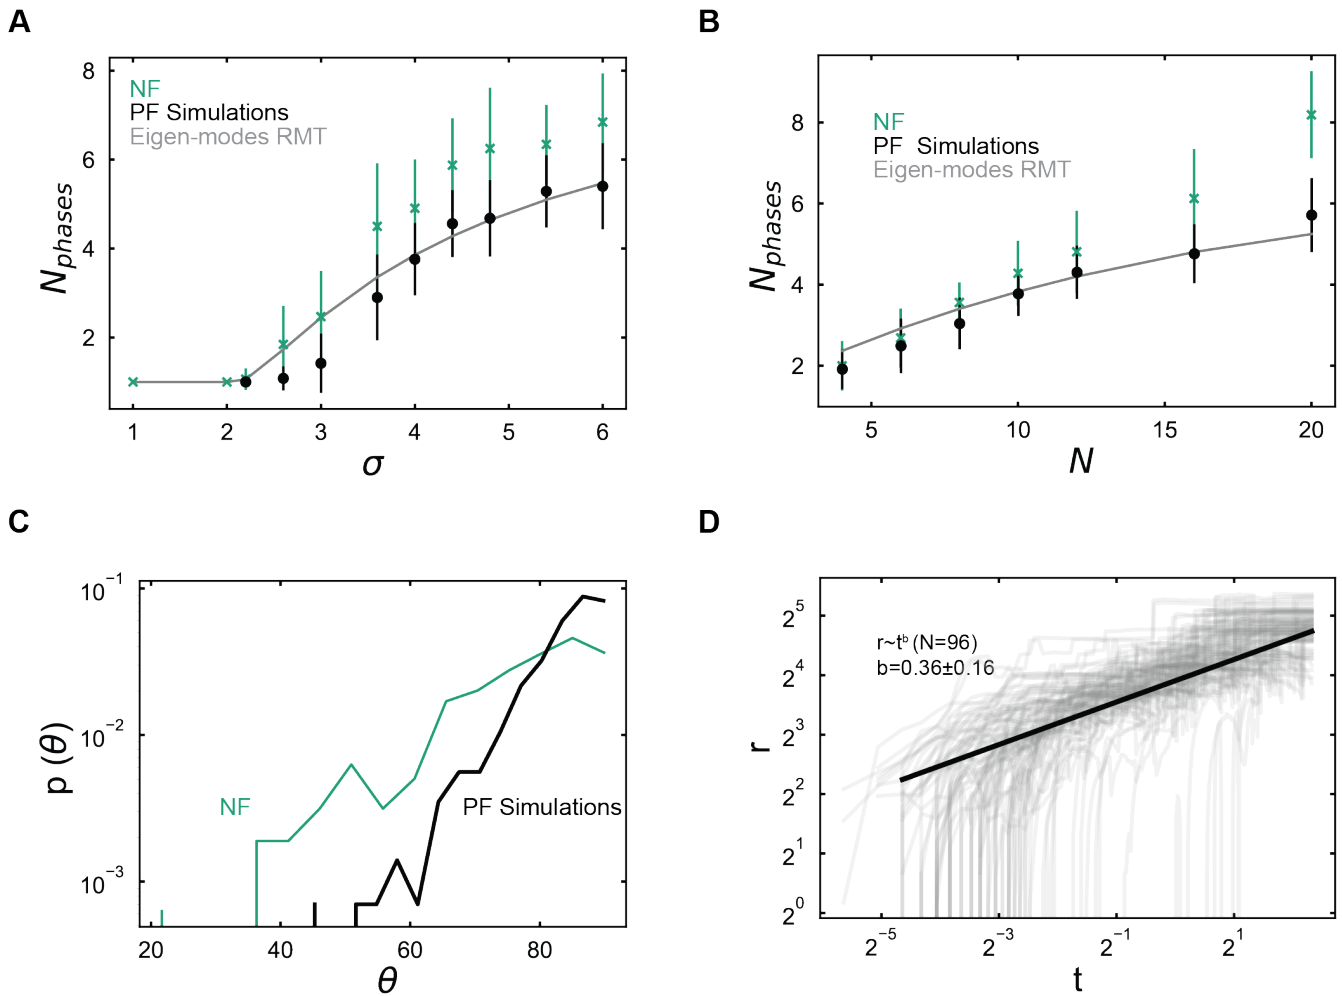 A
NF
PF Simulations
Eigen-modes RMT
N_phases
8
6
4
2
1 2 3 4 5 6
σ
B
NF
PF Simulations
Eigen-modes RMT
N_phases
8
6
4
2
5 10 15 20
N
C
10^−1
10^−2
10^−3
p (θ)
NF
PF Simulations
20 40 60 80
θ
D
r~t^b (N=96)
b=0.36±0.16
r
2^5
2^4
2^3
2^2
2^1
2^0
2^−5 2^−3 2^−1 2^1
t